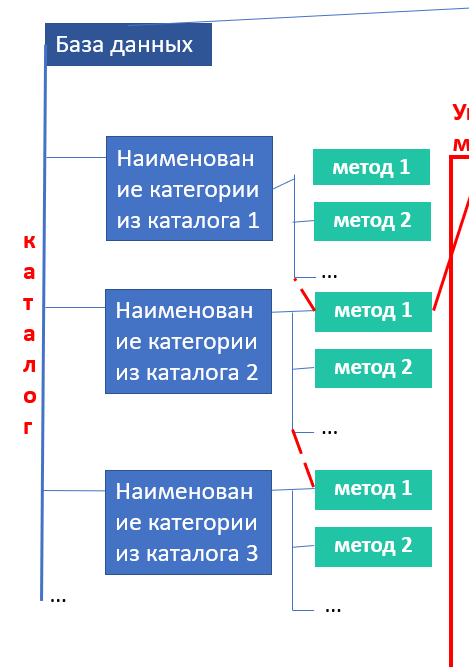 База данных
Наименован
ие категории
из каталога 1
метод 1
метод 2
...
каталог
Наименован
ие категории
из каталога 2
метод 1
метод 2
...
Наименован
ие категории
из каталога 3
метод 1
метод 2
...
...